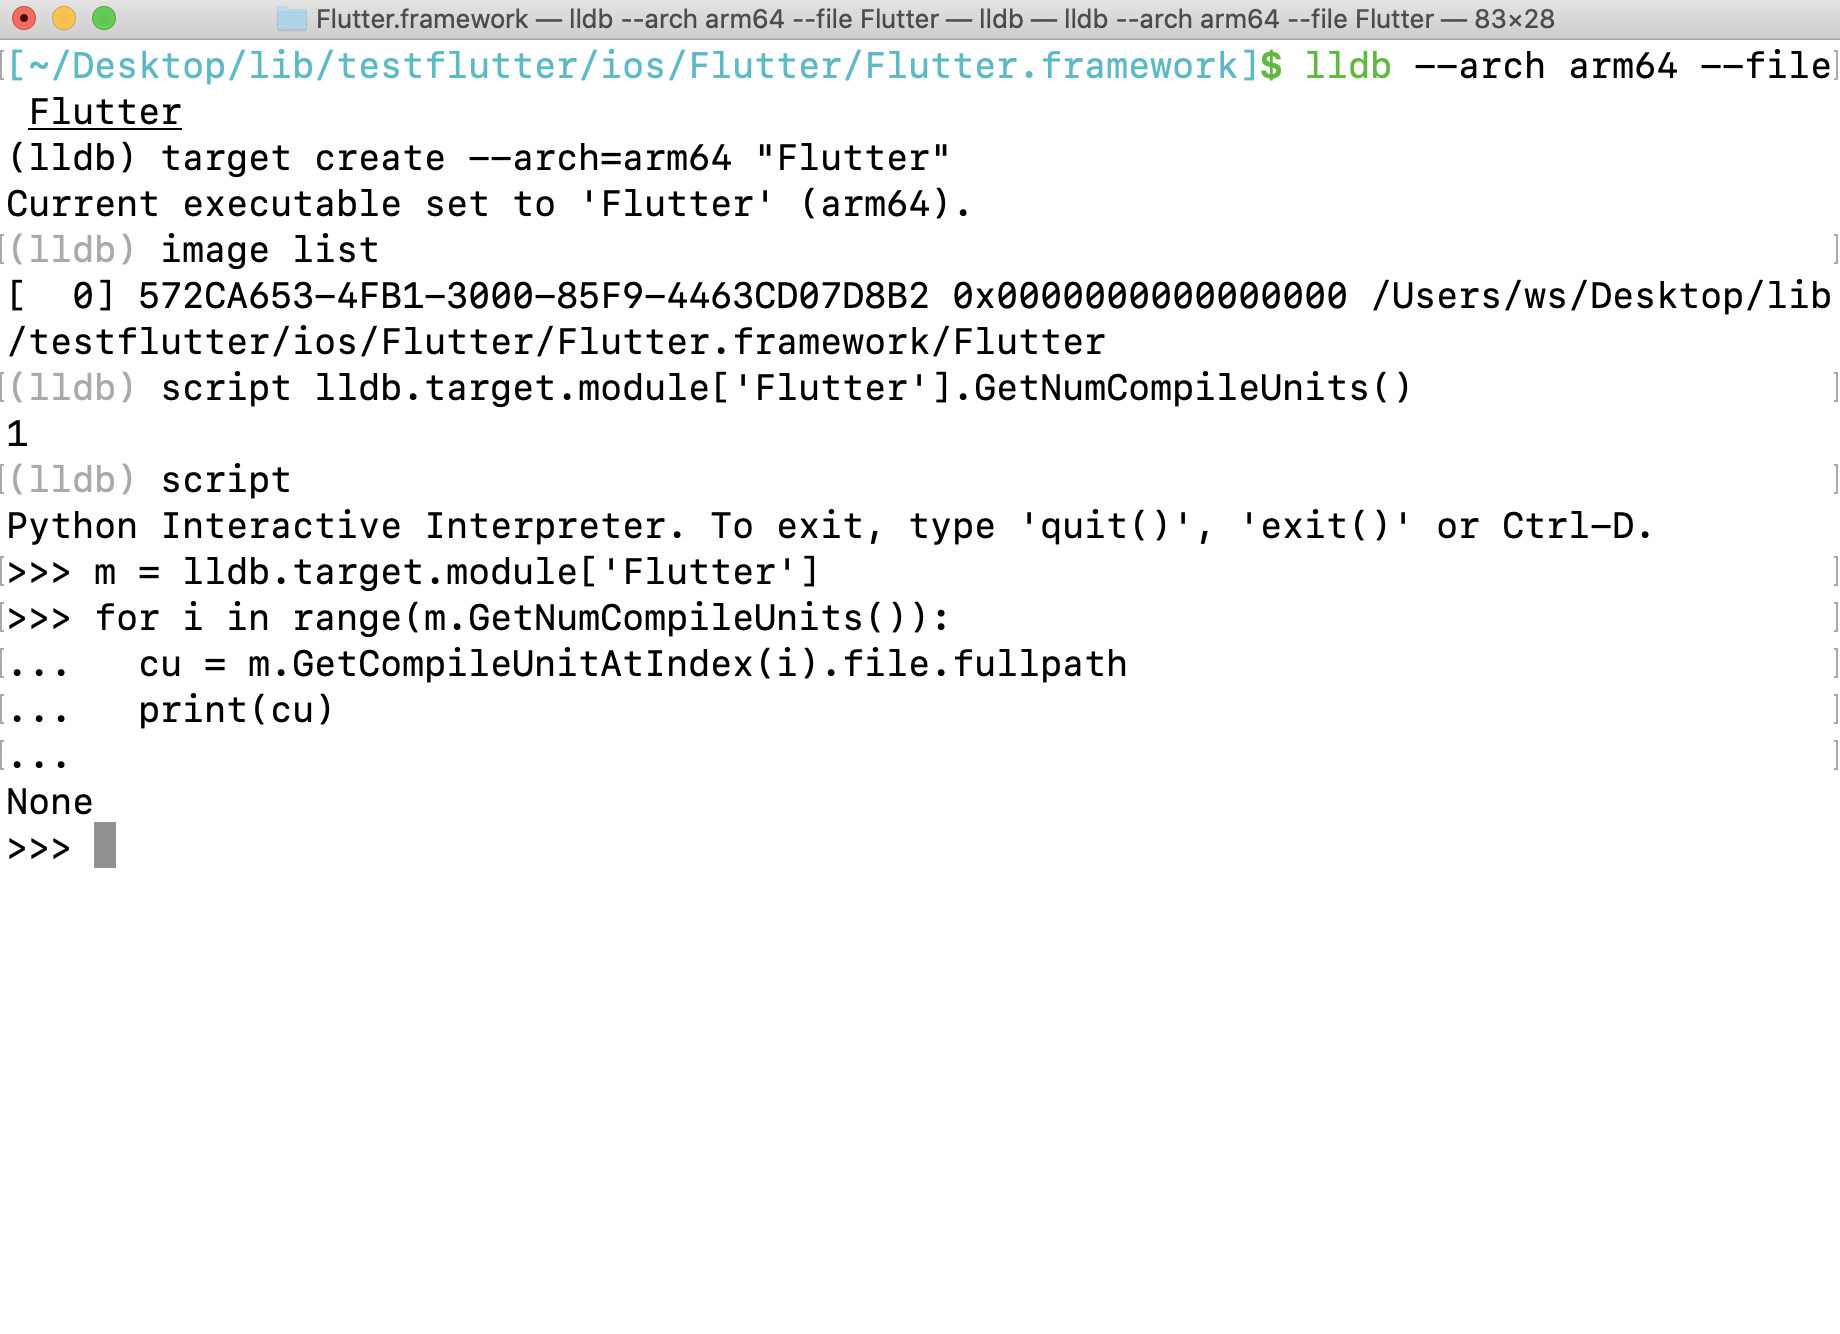 Flutter.framework — lldb --arch arm64 --file Flutter — lldb — lldb --arch arm64 --file Flutter — 83×28
[~/Desktop/lib/testflutter/ios/Flutter/Flutter.framework]$ lldb --arch arm64 --file
Flutter
(lldb) target create --arch=arm64 "Flutter"
Current executable set to 'Flutter' (arm64).
(lldb) image list
[  0] 572CA653-4FB1-3000-85F9-4463CD07D8B2 0x0000000000000000 /Users/ws/Desktop/lib
/testflutter/ios/Flutter/Flutter.framework/Flutter
(lldb) script lldb.target.module['Flutter'].GetNumCompileUnits()
1
(lldb) script
Python Interactive Interpreter. To exit, type 'quit()', 'exit()' or Ctrl-D.
>>> m = lldb.target.module['Flutter']
>>> for i in range(m.GetNumCompileUnits()):
...   cu = m.GetCompileUnitAtIndex(i).file.fullpath
...   print(cu)
...
None
>>>